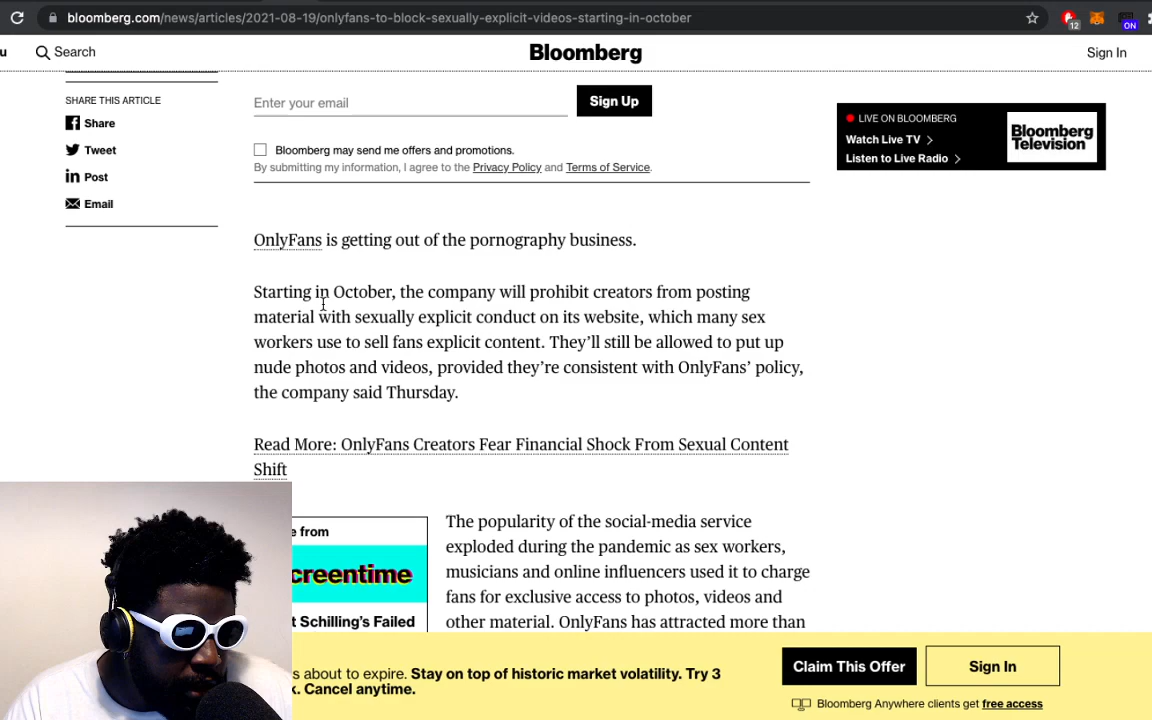 bloomberg.com/news/articles/2021-08-19/onlyfans-to-block-sexually-explicit-videos-starting-in-october
12
ON
u
Search
Bloomberg
Sign In
SHARE THIS ARTICLE
Share
Tweet
Post
Email
Enter your email
Sign Up
Bloomberg may send me offers and promotions.
By submitting my information, I agree to the Privacy Policy and Terms of Service.
LIVE ON BLOOMBERG
Watch Live TV
Listen to Live Radio
Bloomberg
Television
OnlyFans is getting out of the pornography business.
Starting in October, the company will prohibit creators from posting
material with sexually explicit conduct on its website, which many sex
workers use to sell fans explicit content. They’ll still be allowed to put up
nude photos and videos, provided they’re consistent with OnlyFans’ policy,
the company said Thursday.
Read More: OnlyFans Creators Fear Financial Shock From Sexual Content
Shift
e from
creentime
t Schilling’s Failed
The popularity of the social-media service
exploded during the pandemic as sex workers,
musicians and online influencers used it to charge
fans for exclusive access to photos, videos and
other material. OnlyFans has attracted more than
s about to expire. Stay on top of historic market volatility. Try 3
k. Cancel anytime.
Claim This Offer
Sign In
Bloomberg Anywhere clients get free access